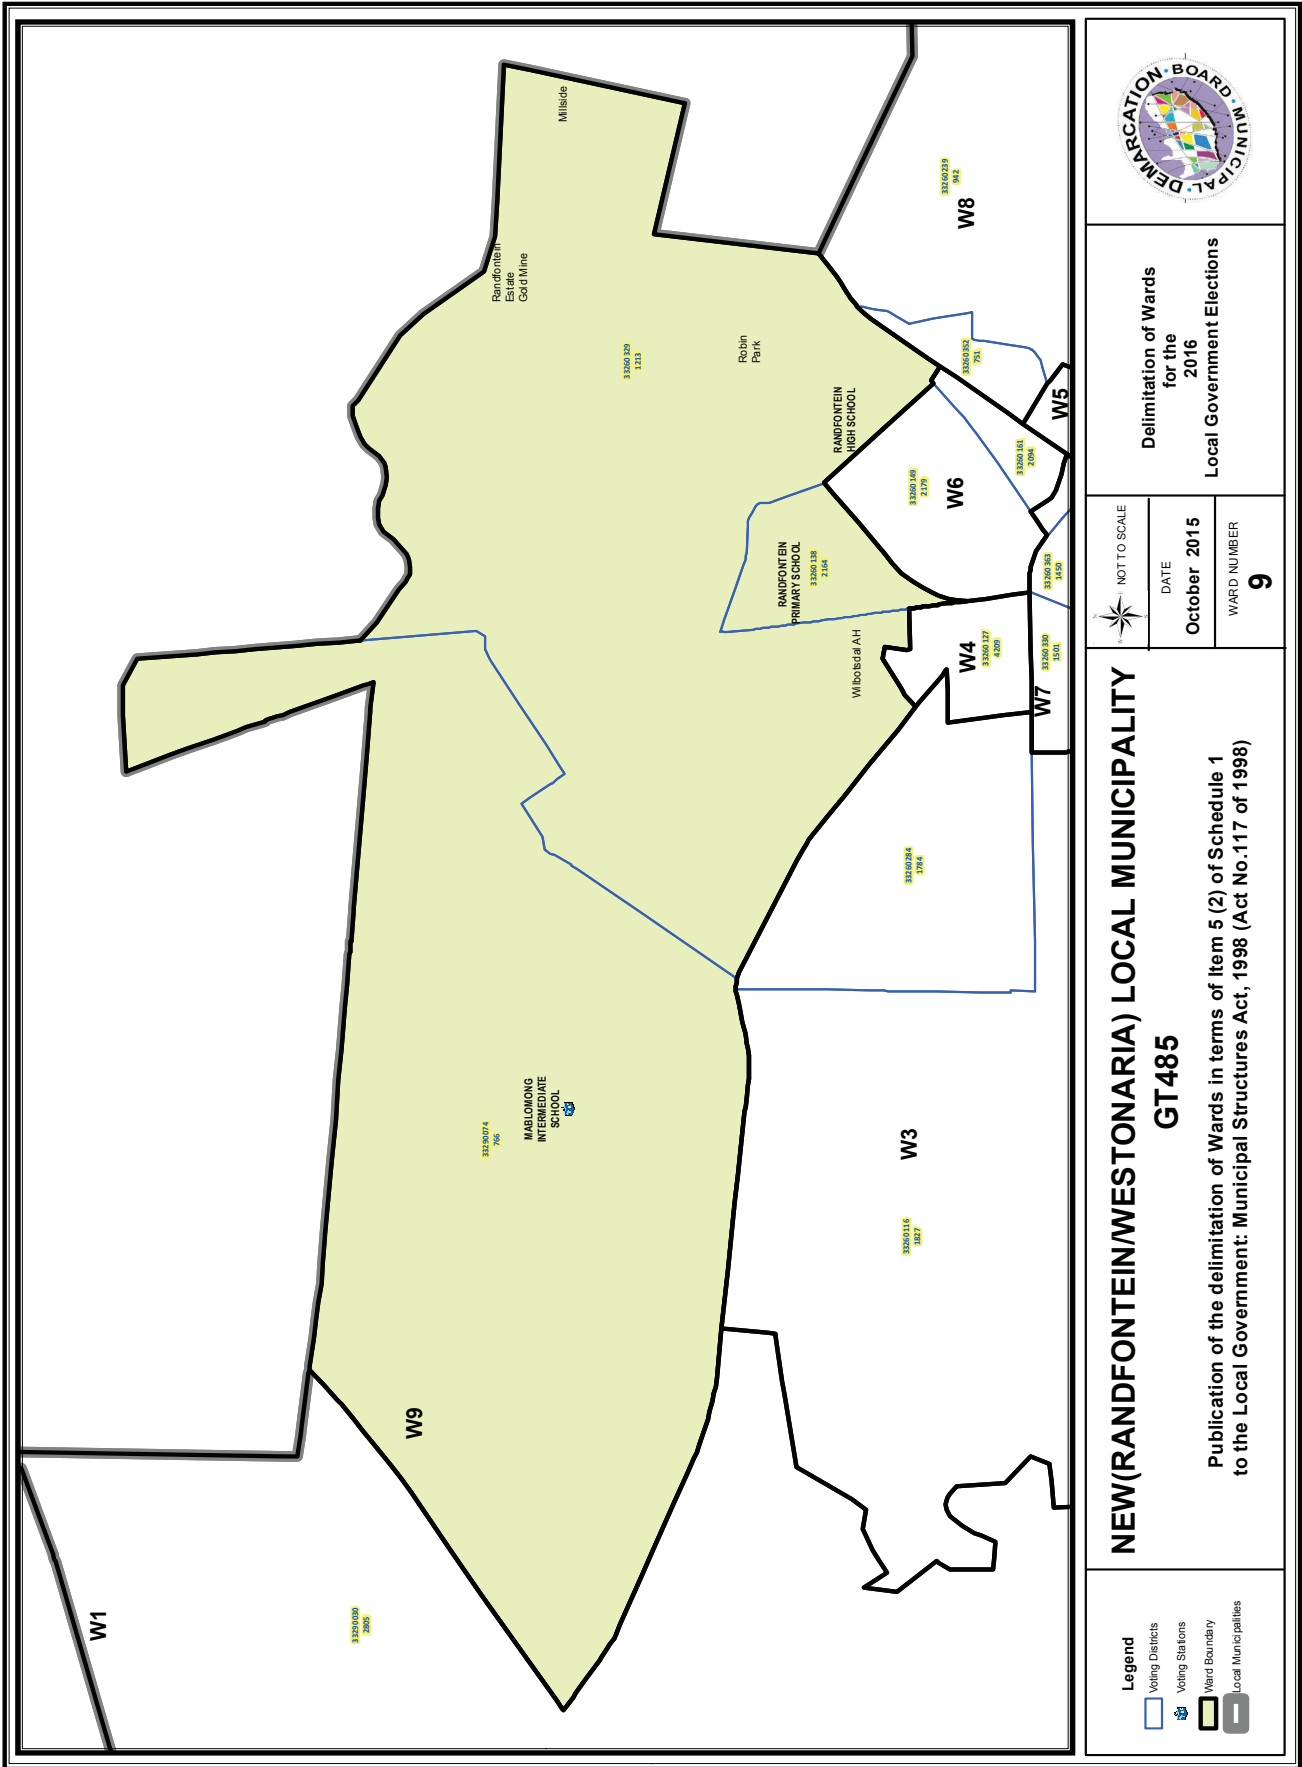 W1
33290030
2805
W9
33290074
766
MABLOMONG
INTERMEDIATE
SCHOOL
W3
33260116
1827
33260284
1784
Wilbotsdal AH
RANDFONTEIN
PRIMARY SCHOOL
33260138
2164
33260329
1213
Randfontein
Estate
Gold Mine
Millside
Robin
Park
RANDFONTEIN
HIGH SCHOOL
W4
33260127
4209
W7
33260330
1501
33260363
1450
W6
33260149
2179
33260161
2094
W5
33260352
751
W8
33260239
942
Legend
Voting Districts
Voting Stations
Ward Boundary
Local Municipalities
NEW(RANDFONTEIN/WESTONARIA) LOCAL MUNICIPALITY
GT485
Publication of the delimitation of Wards in terms of Item 5 (2) of Schedule 1
to the Local Government: Municipal Structures Act, 1998 (Act No.117 of 1998)
NOT TO SCALE
DATE
October 2015
WARD NUMBER
9
Delimitation of Wards
for the
2016
Local Government Elections
MUNICIPAL DEMARCATION BOARD